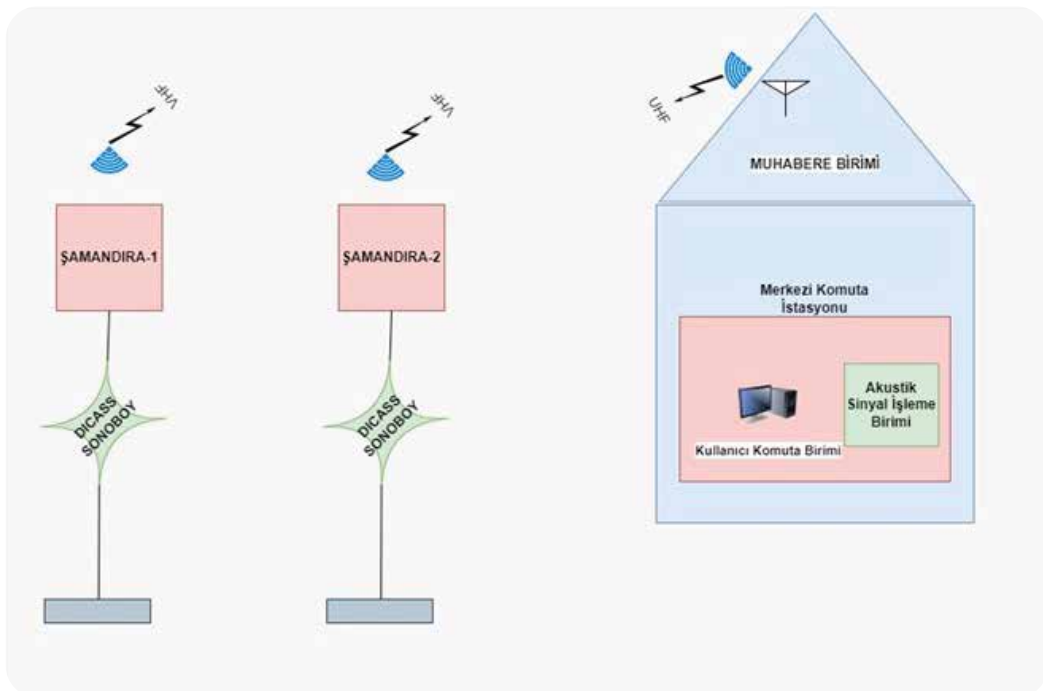 VHF
VHF
UHF
MUHABERE BİRİMİ
ŞAMANDIRA-1
ŞAMANDIRA-2
Merkezi Komuta
İstasyonu
DICASS
SONOBOY
DICASS
SONOBOY
Akustik
Sinyal İşleme
Birimi
Kullanıcı Komuta Birimi